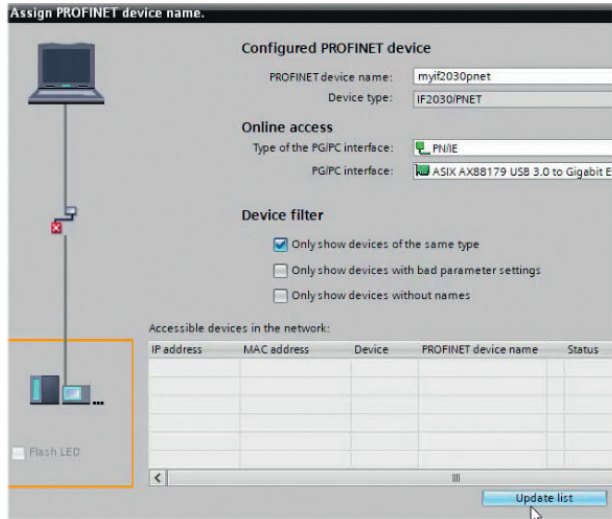 Assign PROFINET device name.
Configured PROFINET device
PROFINET device name: myif2030pnet
Device type: IF2030/PNET
Online access
Type of the PG/PC interface: PN/IE
PG/PC interface: ASIX AX88179 USB 3.0 to Gigabit E
Device filter
Only show devices of the same type
Only show devices with bad parameter settings
Only show devices without names
Accessible devices in the network:
IP address MAC address Device PROFINET device name Status
...
Flash LED
Update list